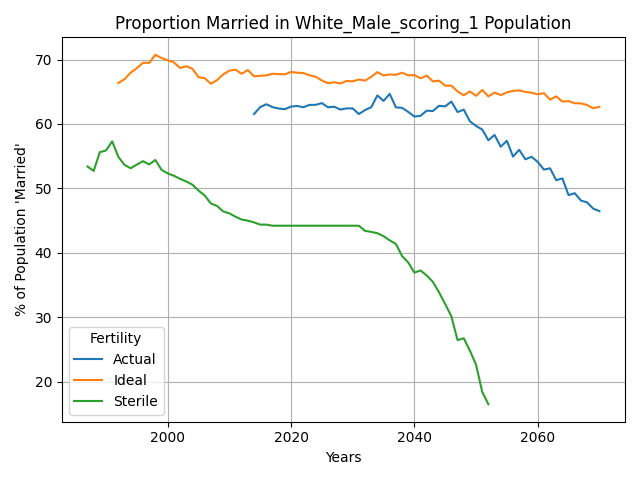 Proportion Married in White_Male_scoring_1 Population
% of Population 'Married'
70
60
50
40
30
20
Fertility
Actual
Ideal
Sterile
2000
2020
2040
2060
Years